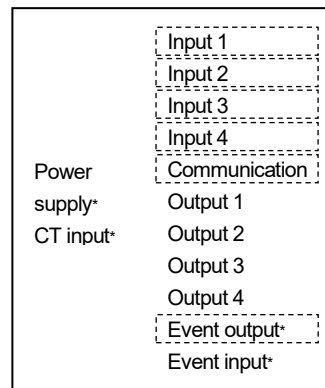 Input 1
Input 2
Input 3
Input 4
Power
supply*
CT input*
Communication
Output 1
Output 2
Output 3
Output 4
Event output*
Event input*